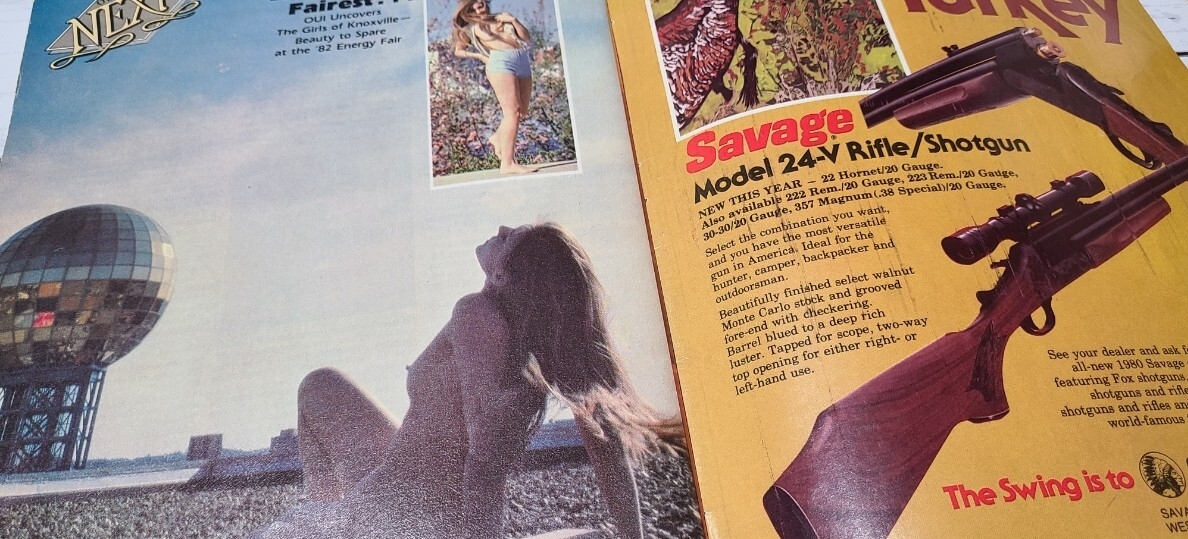 NEXT
Fairest
OUI Uncovers
The Girls of Knoxville—
Beauty to Spare
at the '82 Energy Fair
Turkey
Savage®
Model 24-V Rifle/Shotgun
NEW THIS YEAR – 22 Hornet/20 Gauge.
Also available 222 Rem./20 Gauge, 223 Rem./20 Gauge,
30-30/20 Gauge, 357 Magnum(.38 Special)/20 Gauge.
Select the combination you want,
and you have the most versatile
gun in America. Ideal for the
hunter, camper, backpacker and
outdoorsman.
Beautifully finished select walnut
Monte Carlo stock and grooved
fore-end with checkering.
Barrel blued to a deep rich
luster. Tapped for scope, two-way
top opening for either right- or
left-hand use.
See your dealer and ask
all-new 1980 Savage
featuring Fox shotguns
shotguns and
shotguns and rifles
world-famous
The Swing is to